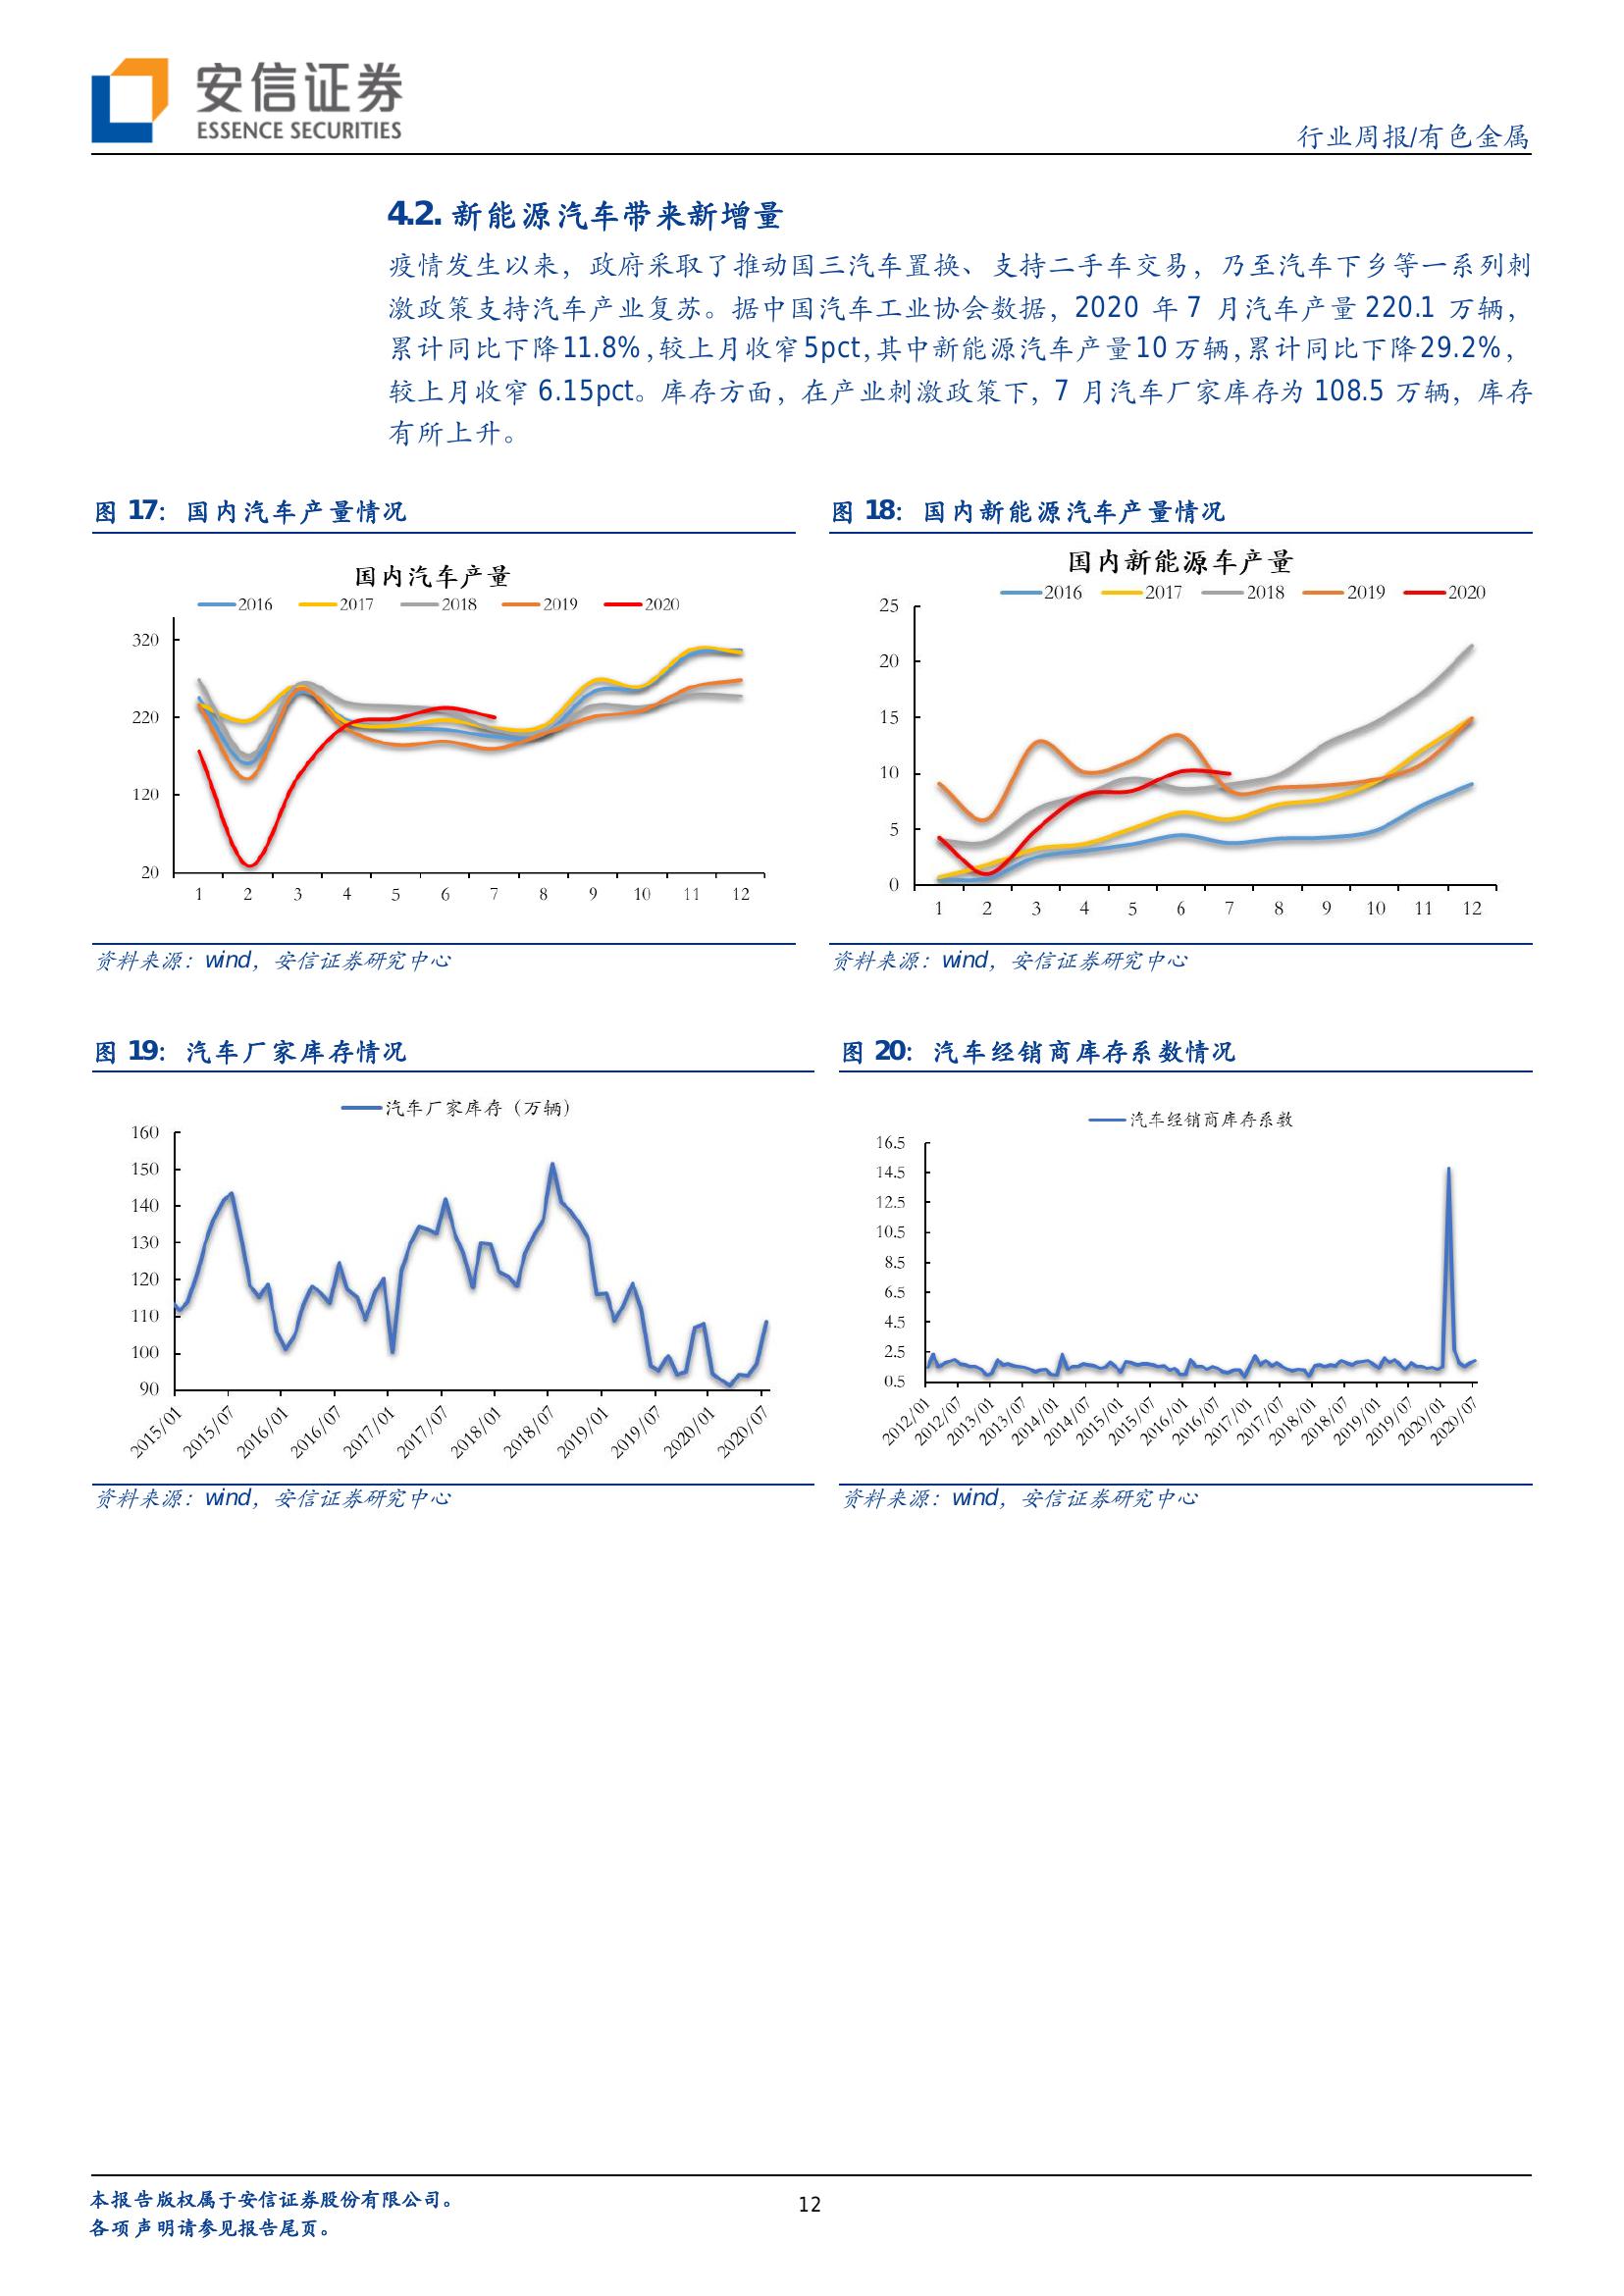 安信证券
ESSENCE SECURITIES
行业周报/有色金属
4.2. 新能源汽车带来新增量
疫情发生以来，政府采取了推动国三汽车置换、支持二手车交易，乃至汽车下乡等一系列刺
激政策支持汽车产业复苏。据中国汽车工业协会数据，2020 年 7 月汽车产量 220.1 万辆，
累计同比下降11.8%，较上月收窄5pct，其中新能源汽车产量10万辆，累计同比下降29.2%，
较上月收窄 6.15pct。库存方面，在产业刺激政策下，7 月汽车厂家库存为 108.5 万辆，库存
有所上升。
图 17：国内汽车产量情况
国内汽车产量
2016 2017 2018 2019 2020
320
220
120
20
1 2 3 4 5 6 7 8 9 10 11 12
资料来源：wind，安信证券研究中心
图 18：国内新能源汽车产量情况
国内新能源车产量
2016 2017 2018 2019 2020
25
20
15
10
5
0
1 2 3 4 5 6 7 8 9 10 11 12
资料来源：wind，安信证券研究中心
图 19：汽车厂家库存情况
汽车厂家库存（万辆）
160
150
140
130
120
110
100
90
2015/01 2015/07 2016/01 2016/07 2017/01 2017/07 2018/01 2018/07 2019/01 2019/07 2020/01 2020/07
资料来源：wind，安信证券研究中心
图 20：汽车经销商库存系数情况
汽车经销商库存系数
16.5
14.5
12.5
10.5
8.5
6.5
4.5
2.5
0.5
2012/01 2012/07 2013/01 2013/07 2014/01 2014/07 2015/01 2015/07 2016/01 2016/07 2017/01 2017/07 2018/01 2018/07 2019/01 2019/07 2020/01 2020/07
资料来源：wind，安信证券研究中心
本报告版权属于安信证券股份有限公司。
各项声明请参见报告尾页。
12